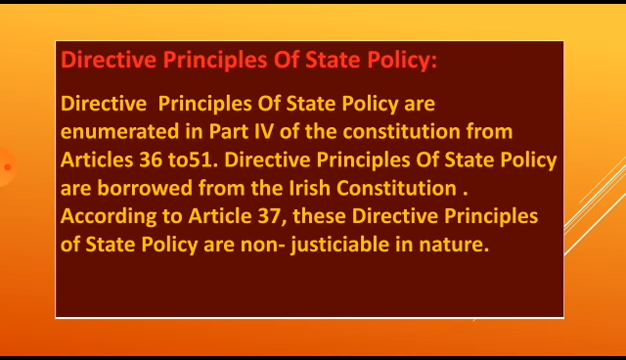 Directive Principles Of State Policy:
Directive Principles Of State Policy are
enumerated in Part IV of the constitution from
Articles 36 to51. Directive Principles Of State Policy
are borrowed from the Irish Constitution .
According to Article 37, these Directive Principles
of State Policy are non- justiciable in nature.